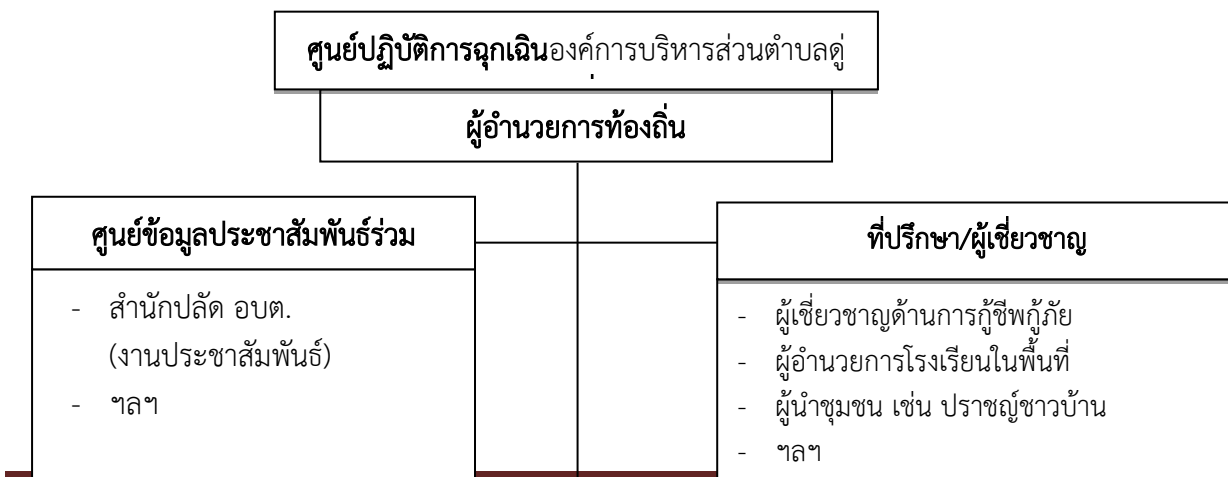 ศูนย์ปฏิบัติการฉุกเฉินองค์การบริหารส่วนตำบลดู่
ผู้อำนวยการท้องถิ่น
ศูนย์ข้อมูลประชาสัมพันธ์ร่วม
- สำนักปลัด อบต.
(งานประชาสัมพันธ์)
- ฯลฯ
ที่ปรึกษา/ผู้เชี่ยวชาญ
- ผู้เชี่ยวชาญด้านการกู้ชีพกู้ภัย
- ผู้อำนวยการโรงเรียนในพื้นที่
- ผู้นำชุมชน เช่น ปราชญ์ชาวบ้าน
- ฯลฯ